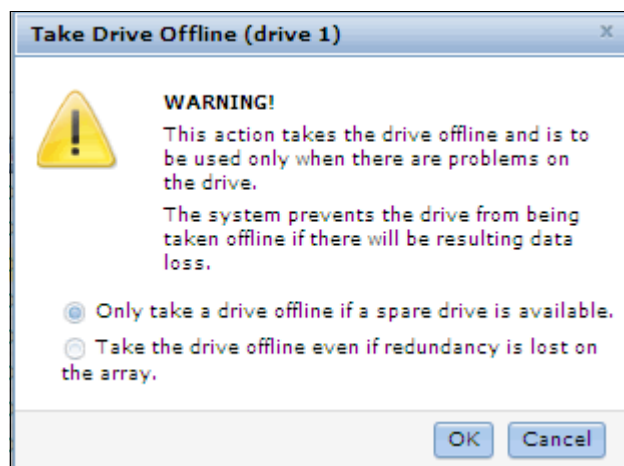 Take Drive Offline (drive 1)
x
WARNING!
This action takes the drive offline and is to
be used only when there are problems on
the drive.
The system prevents the drive from being
taken offline if there will be resulting data
loss.
Only take a drive offline if a spare drive is available.
Take the drive offline even if redundancy is lost on
the array.
OK
Cancel